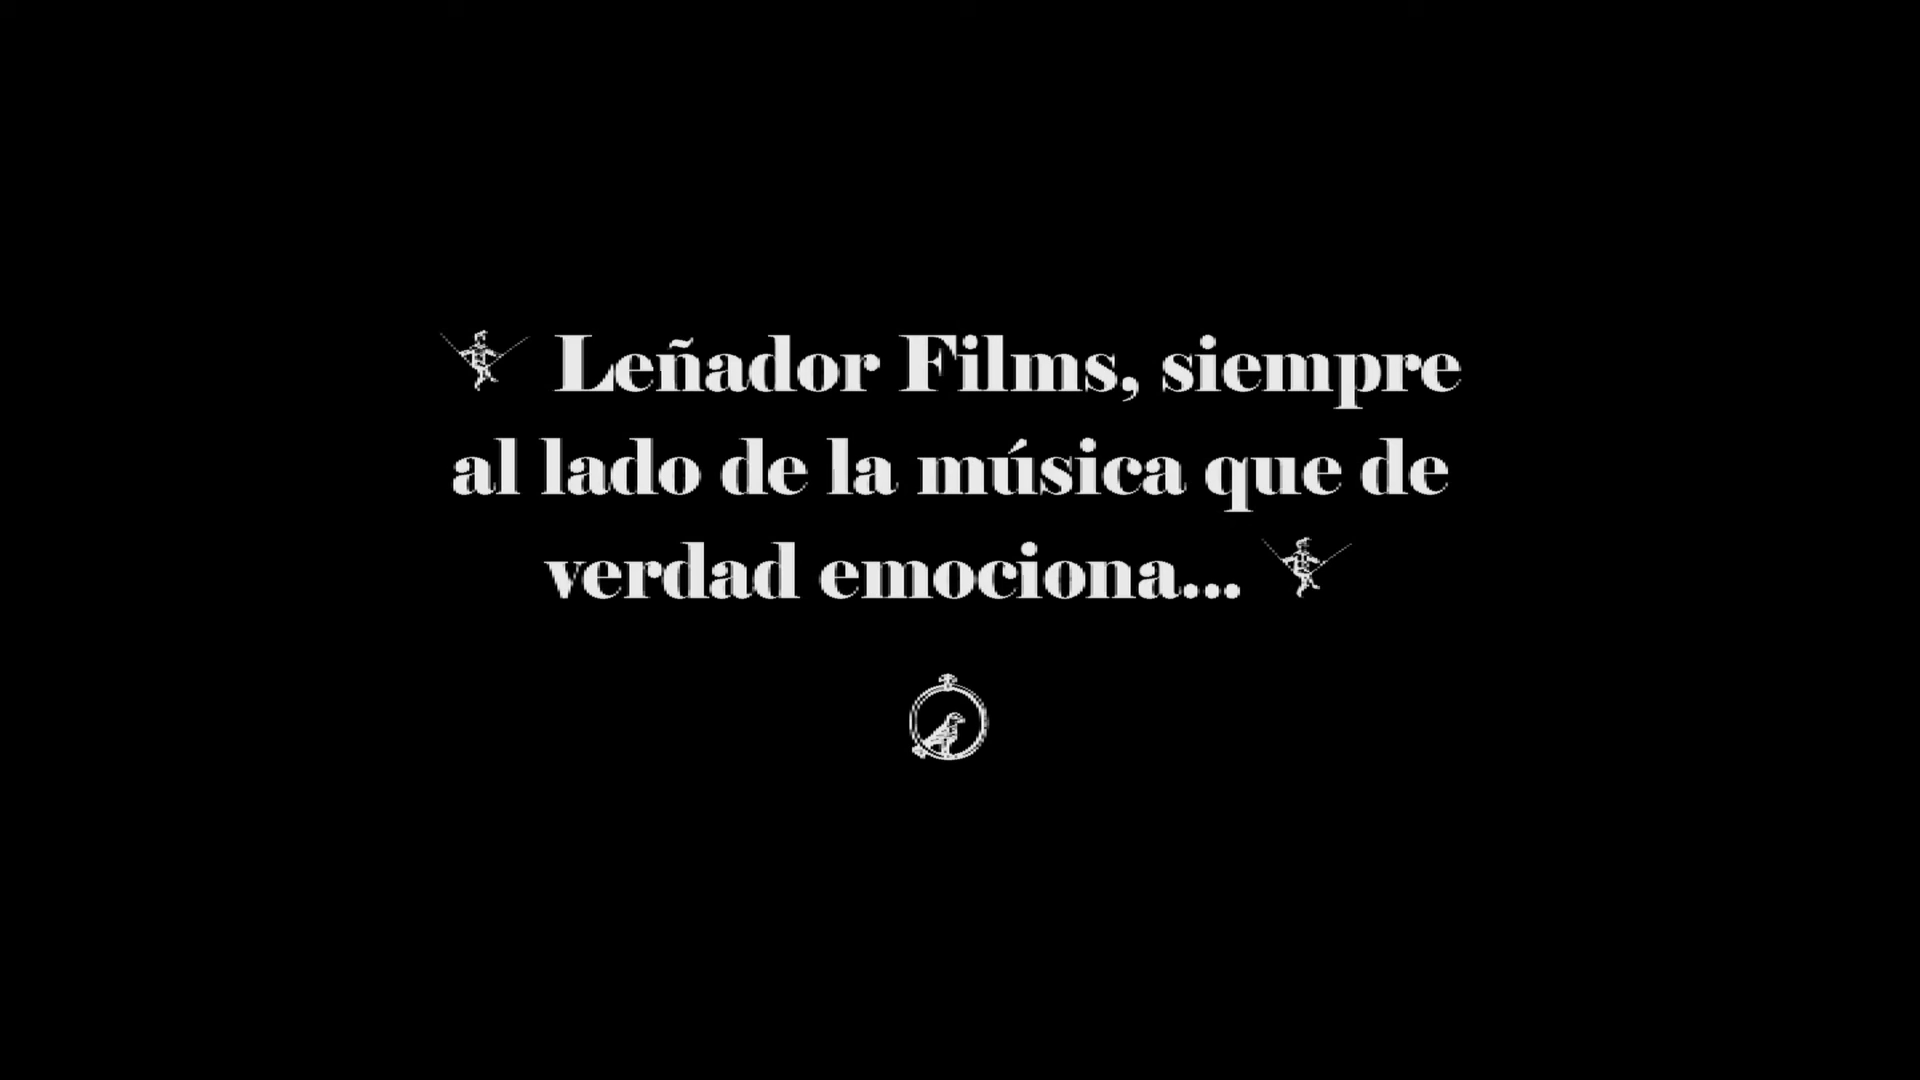 Leñador Films, siempre
al lado de la música que de
verdad emociona...